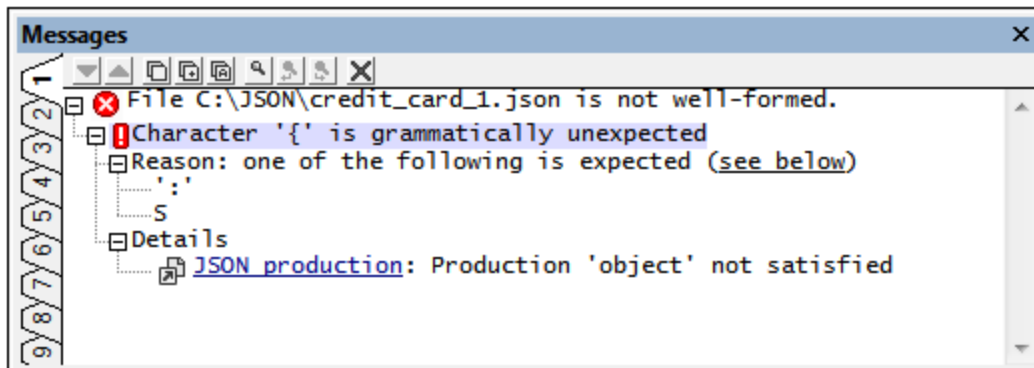 Messages
File C:\JSON\credit_card_1.json is not well-formed.
Character '{' is grammatically unexpected
Reason: one of the following is expected (see below)
':'
S
Details
JSON production: Production 'object' not satisfied
1
2
3
4
5
6
7
8
9